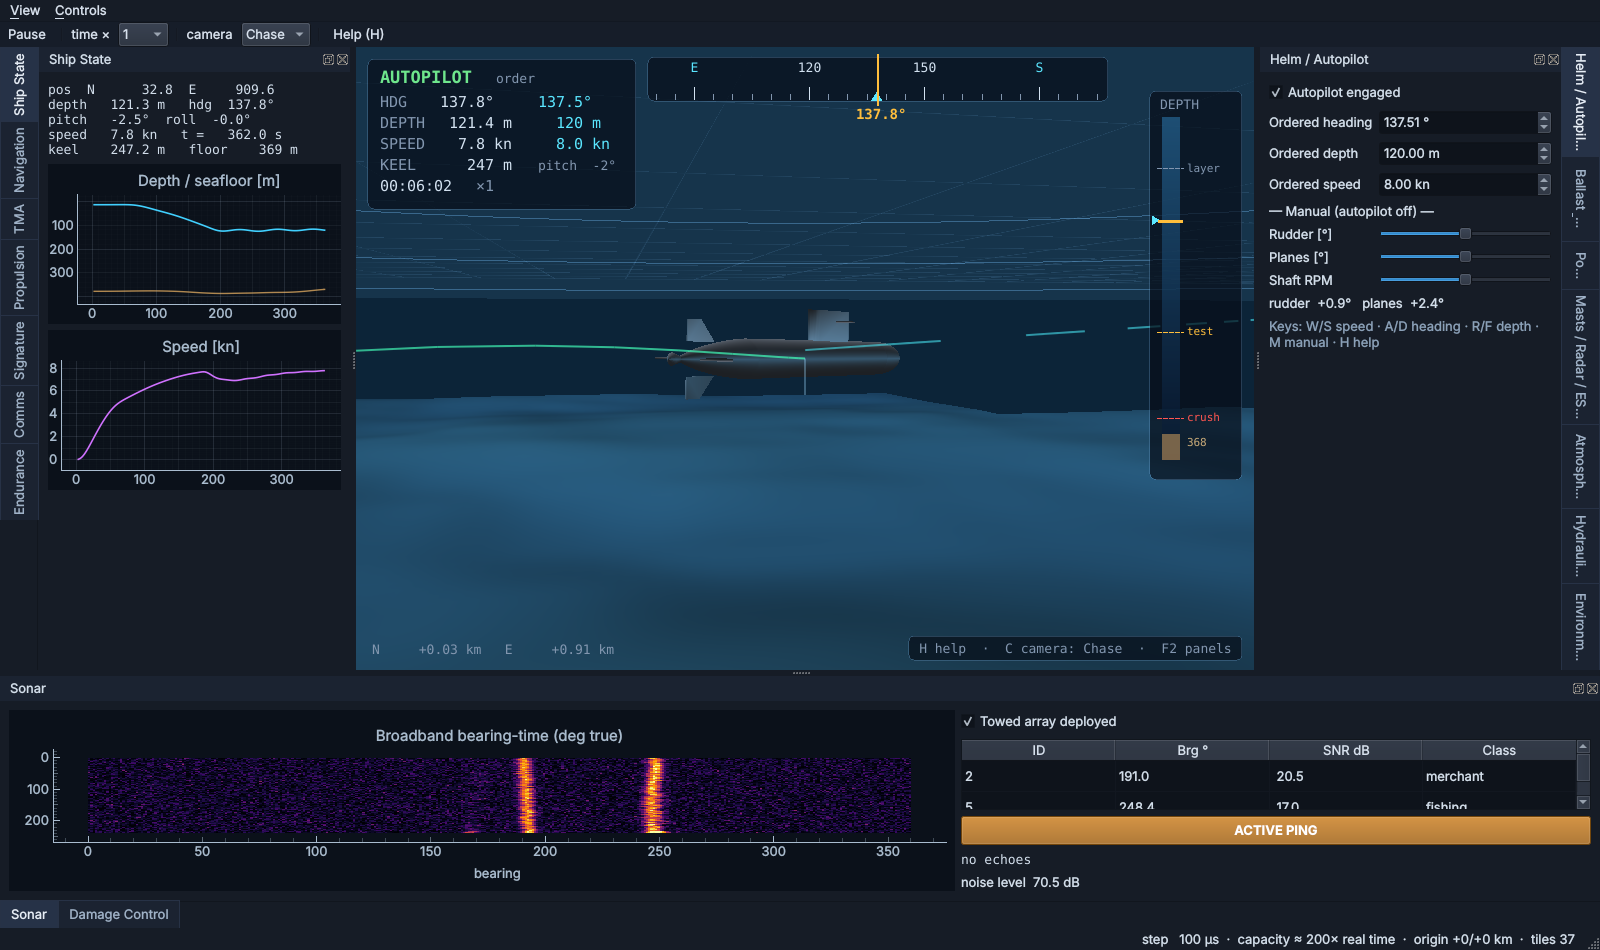 View Controls
Pause time × 1 camera Chase Help (H)
Ship State
Navigation
TMA
Propulsion
Signature
Comms
Endurance
Ship State
pos N 32.8 E 909.6
depth 121.3 m hdg 137.8°
pitch -2.5° roll -0.0°
speed 7.8 kn t = 362.0 s
keel 247.2 m floor 369 m
Depth / seafloor [m]
100
200
300
0 100 200 300
Speed [kn]
8
6
4
2
0
0 100 200 300
AUTOPILOT order
HDG 137.8° 137.5°
DEPTH 121.4 m 120 m
SPEED 7.8 kn 8.0 kn
KEEL 247 m pitch -2°
00:06:02 ×1
E 120 150 S
137.8°
DEPTH
layer
test
crush
368
N +0.03 km E +0.91 km
H help · C camera: Chase · F2 panels
Helm / Autopilot
✓ Autopilot engaged
Ordered heading 137.51 °
Ordered depth 120.00 m
Ordered speed 8.00 kn
— Manual (autopilot off) —
Rudder [°]
Planes [°]
Shaft RPM
rudder +0.9° planes +2.4°
Keys: W/S speed · A/D heading · R/F depth ·
M manual · H help
Helm / Autopil...
Ballast _...
Po...
Masts / Radar / ES...
Atmosph...
Hydrauli...
Environm...
Sonar
Broadband bearing-time (deg true)
0
100
200
0 50 100 150 200 250 300 350
bearing
✓ Towed array deployed
ID Brg ° SNR dB Class
2 191.0 20.5 merchant
5 248.4 17.0 fishing
ACTIVE PING
no echoes
noise level 70.5 dB
Sonar Damage Control
step 100 µs · capacity ≈ 200× real time · origin +0/+0 km · tiles 37